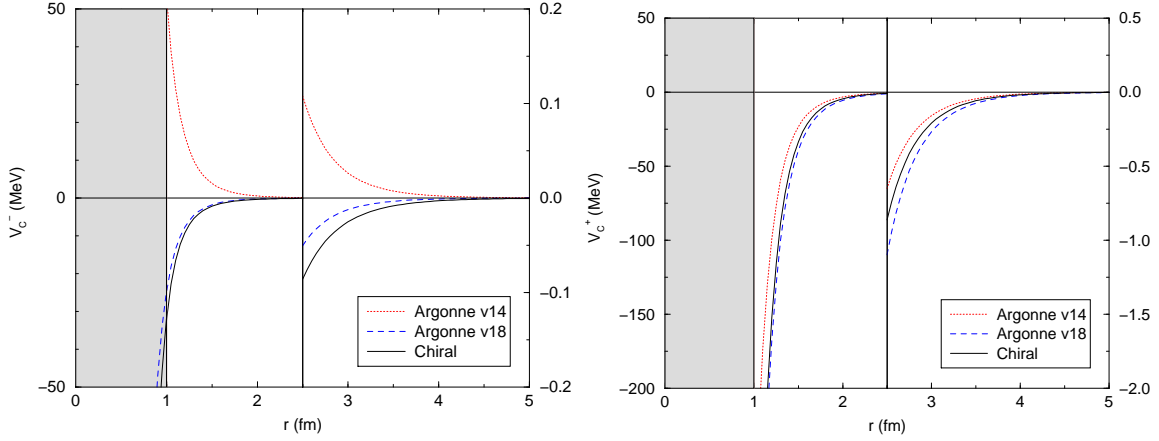 50
0
−50
0.2
0.1
0.0
−0.1
−0.2
V_C^− (MeV)
Argonne v14
Argonne v18
Chiral
0 1 2 3 4 5
r (fm)
50
0
−50
−100
−150
−200
0.5
0.0
−0.5
−1.0
−1.5
−2.0
V_C^+ (MeV)
Argonne v14
Argonne v18
Chiral
0 1 2 3 4 5
r (fm)